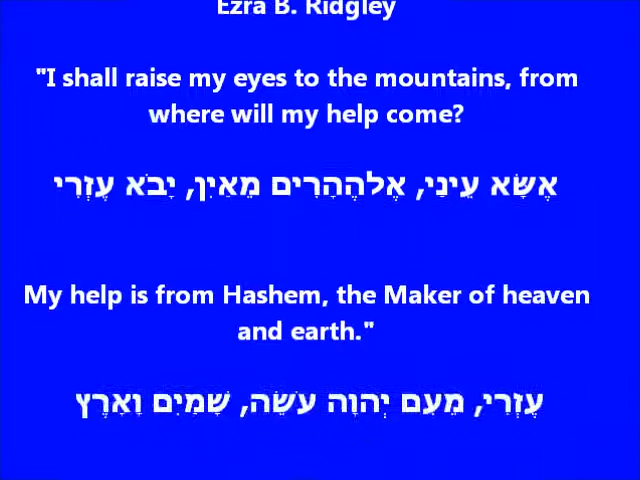 Ezra B. Ridgley
"I shall raise my eyes to the mountains, from
where will my help come?
אֶשָּׂא עֵינַי, אֶלהֶהָרִים מֵאַיִן, יָבֹא עֶזְרִי
My help is from Hashem, the Maker of heaven
and earth."
עֶזְרִי, מֵעִם יְהוָה עֹשֵׂה, שָׁמַיִם וָאָרֶץ